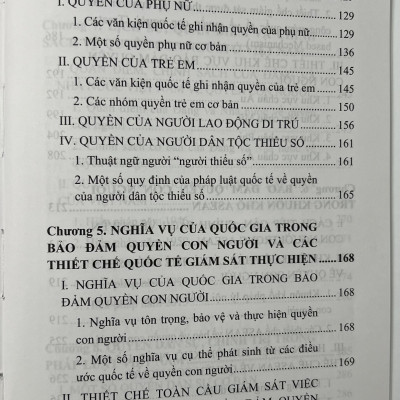 I. QUYỀN CỦA PHỤ NỮ ........ 129
1. Các văn kiện quốc tế ghi nhận quyền của phụ nữ.. 129
2. Một số quyền phụ nữ cơ bản ........ 136
II. QUYỀN CỦA TRẺ EM ........ 145
1. Các văn kiện quốc tế ghi nhận quyền của trẻ em .. 145
2. Các nhóm quyền trẻ em cơ bản ........ 150
III. QUYỀN CỦA NGƯỜI LAO ĐỘNG DI TRÚ ...... 156
IV. QUYỀN CỦA NGƯỜI DÂN TỘC THIỂU SỐ ...... 161
1. Thuật ngữ người “người thiểu số” ........ 161
2. Một số quy định của pháp luật quốc tế về quyền
của người dân tộc thiểu số ........ 165
Chương 5. NGHĨA VỤ CỦA QUỐC GIA TRONG
BẢO ĐẢM QUYỀN CON NGƯỜI VÀ CÁC
THIẾT CHẾ QUỐC TẾ GIÁM SÁT THỰC HIỆN ...... 168
I. NGHĨA VỤ CỦA QUỐC GIA TRONG BẢO
ĐẢM QUYỀN CON NGƯỜI ........ 168
1. Nghĩa vụ tôn trọng, bảo vệ và thực hiện quyền
con người ........ 168
2. Một số nghĩa vụ cụ thể phát sinh từ các điều
ước quốc tế về quyền con người ........ 169
II. THIẾT CHẾ TOÀN CẦU GIÁM SÁT VIỆC